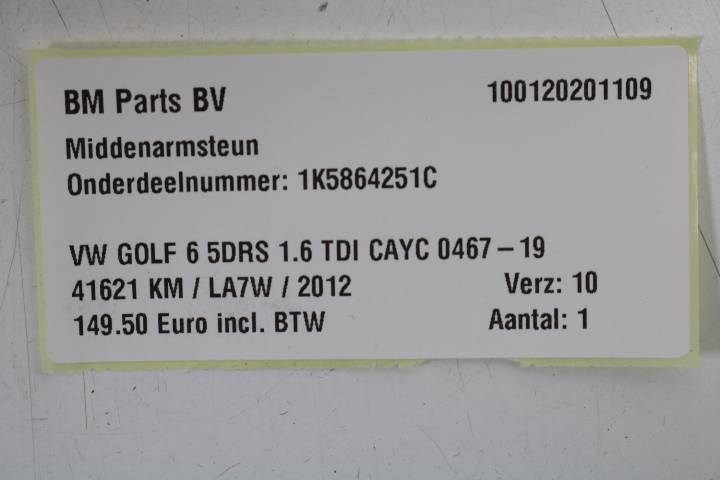 BM Parts BV 100120201109
Middenarmsteun
Onderdeelnummer: 1K5864251C
VW GOLF 6 5DRS 1.6 TDI CAYC 0467 – 19
41621 KM / LA7W / 2012 Verz: 10
149.50 Euro incl. BTW Aantal: 1